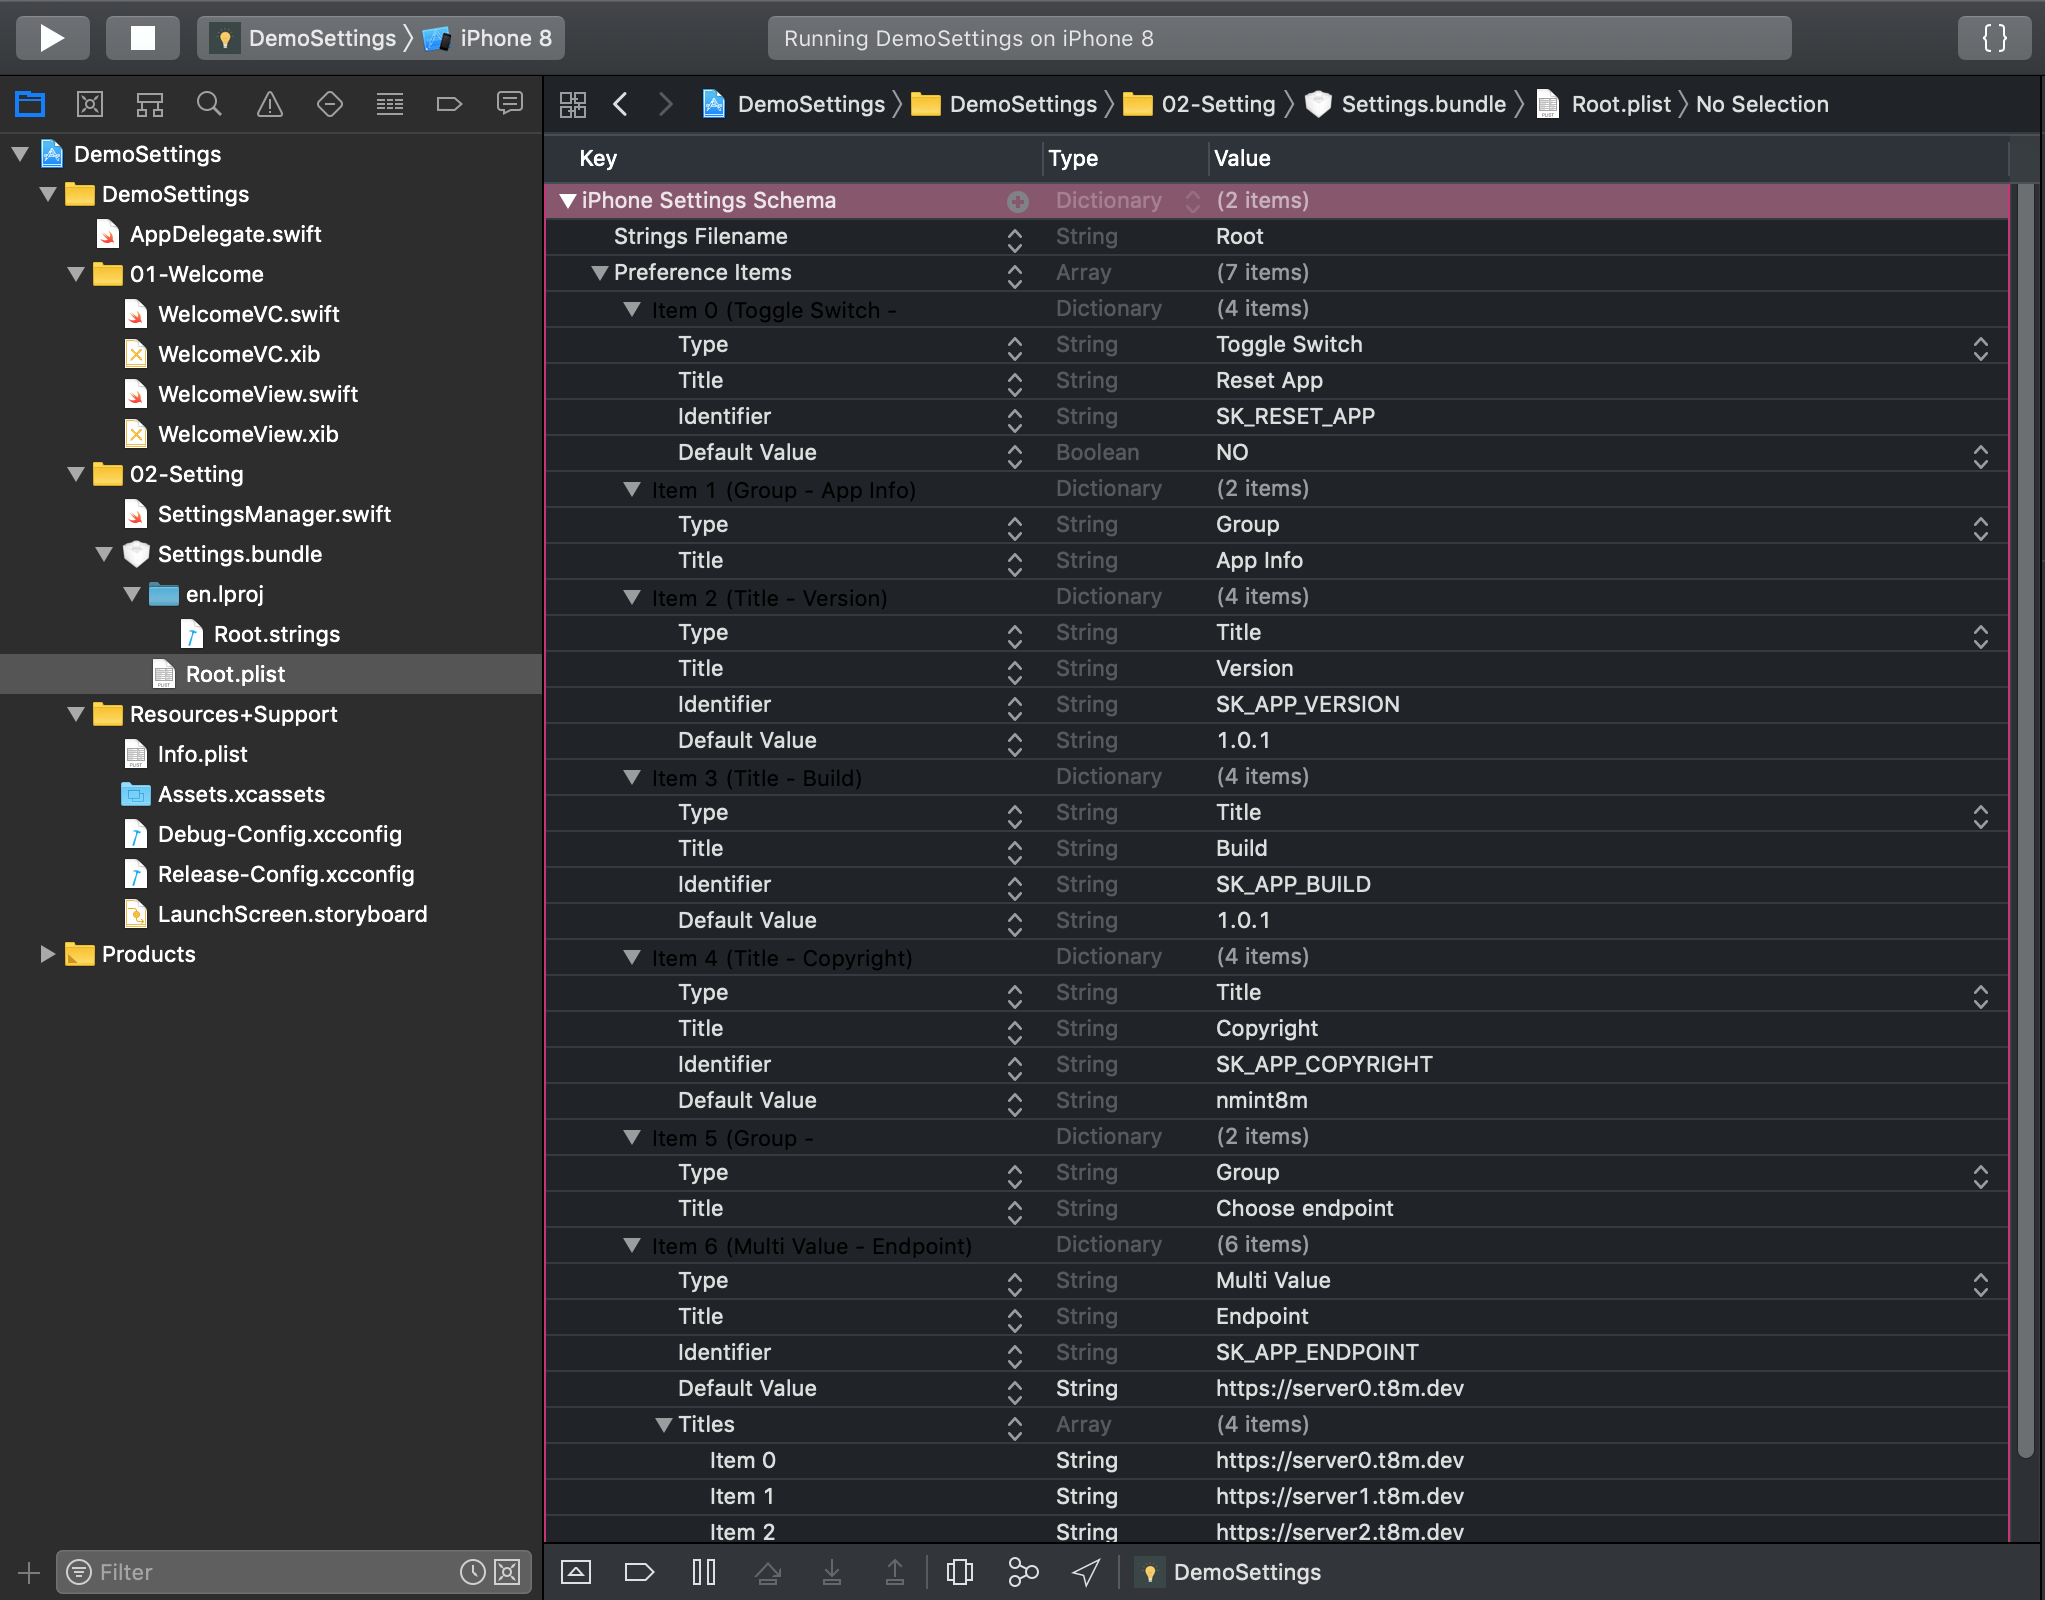 DemoSettings iPhone 8
Running DemoSettings on iPhone 8
{ }
DemoSettings DemoSettings 02-Setting Settings.bundle Root.plist No Selection
DemoSettings
DemoSettings
AppDelegate.swift
01-Welcome
WelcomeVC.swift
WelcomeVC.xib
WelcomeView.swift
WelcomeView.xib
02-Setting
SettingsManager.swift
Settings.bundle
en.lproj
Root.strings
Root.plist
Resources+Support
Info.plist
Assets.xcassets
Debug-Config.xcconfig
Release-Config.xcconfig
LaunchScreen.storyboard
Products
Filter
Key Type Value
iPhone Settings Schema Dictionary (2 items)
Strings Filename String Root
Preference Items Array (7 items)
Item 0 (Toggle Switch - Dictionary (4 items)
Type String Toggle Switch
Title String Reset App
Identifier String SK_RESET_APP
Default Value Boolean NO
Item 1 (Group - App Info) Dictionary (2 items)
Type String Group
Title String App Info
Item 2 (Title - Version) Dictionary (4 items)
Type String Title
Title String Version
Identifier String SK_APP_VERSION
Default Value String 1.0.1
Item 3 (Title - Build) Dictionary (4 items)
Type String Title
Title String Build
Identifier String SK_APP_BUILD
Default Value String 1.0.1
Item 4 (Title - Copyright) Dictionary (4 items)
Type String Title
Title String Copyright
Identifier String SK_APP_COPYRIGHT
Default Value String nmint8m
Item 5 (Group - Dictionary (2 items)
Type String Group
Title String Choose endpoint
Item 6 (Multi Value - Endpoint) Dictionary (6 items)
Type String Multi Value
Title String Endpoint
Identifier String SK_APP_ENDPOINT
Default Value String https://server0.t8m.dev
Titles Array (4 items)
Item 0 String https://server0.t8m.dev
Item 1 String https://server1.t8m.dev
Item 2 String https://server2.t8m.dev
DemoSettings